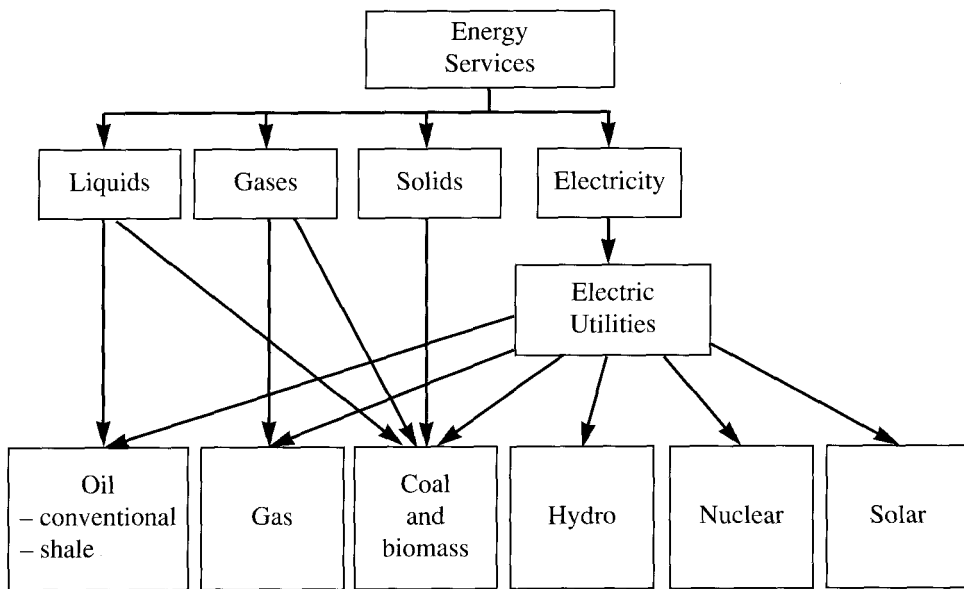 Energy
Services
Liquids
Gases
Solids
Electricity
Electric
Utilities
Oil
– conventional
– shale
Gas
Coal
and
biomass
Hydro
Nuclear
Solar